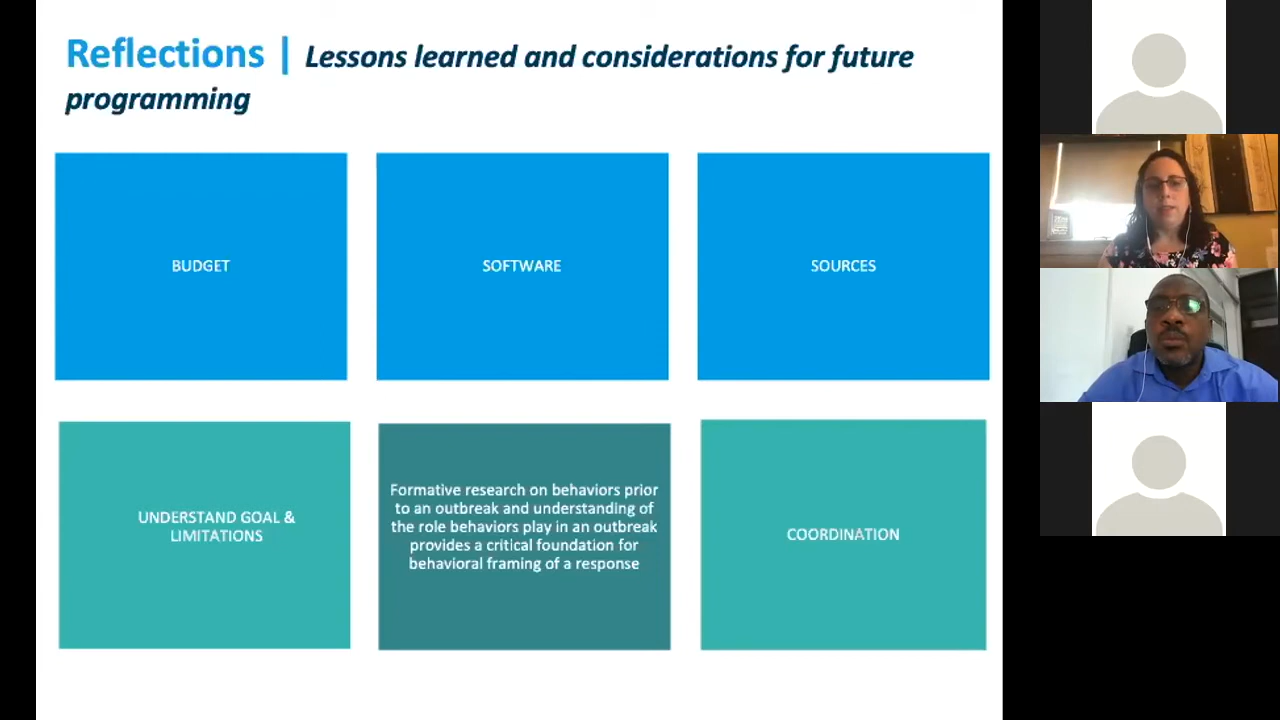 Reflections | Lessons learned and considerations for future
programming
BUDGET
SOFTWARE
SOURCES
UNDERSTAND GOAL &
LIMITATIONS
Formative research on behaviors prior
to an outbreak and understanding of
the role behaviors play in an outbreak
provides a critical foundation for
behavioral framing of a response
COORDINATION